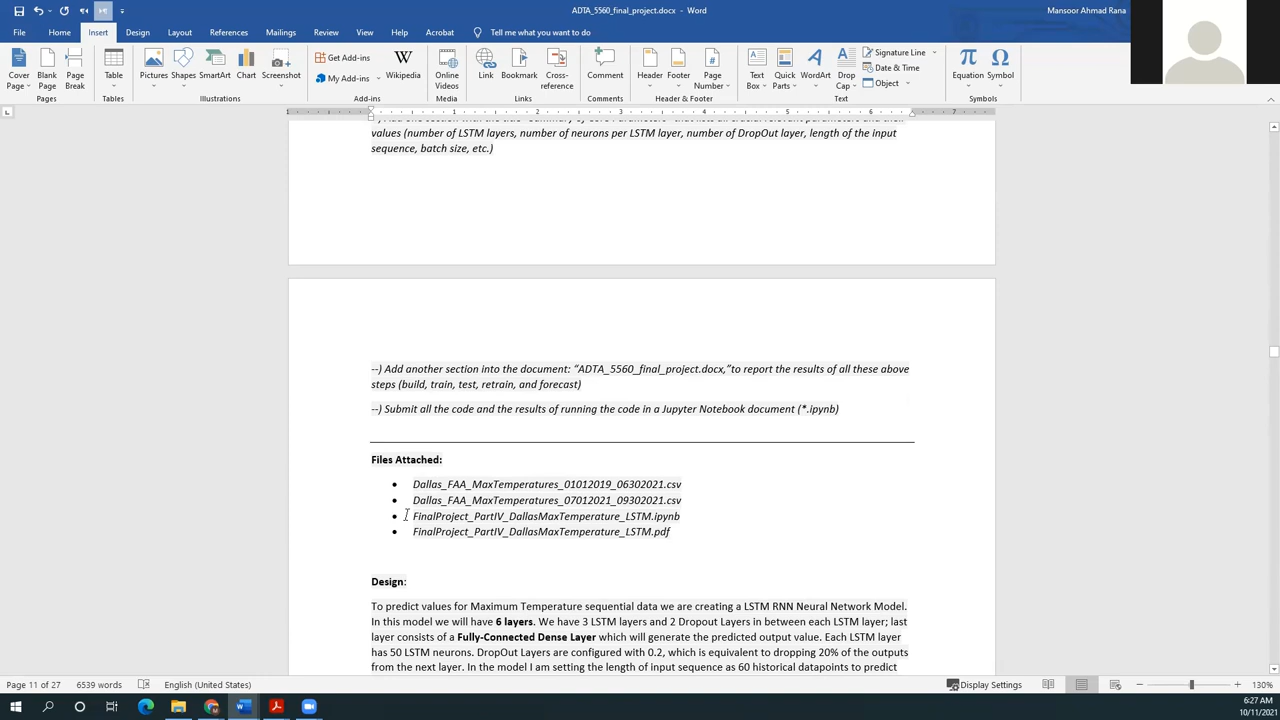 ADTA_5560_final_project.docx - Word
Mansoor Ahmad Rana
File Home Insert Design Layout References Mailings Review View Help Acrobat Tell me what you want to do
Cover Page
Blank Page
Page Break
Pages
Table
Tables
Pictures
Shapes
SmartArt
Chart
Screenshot
Illustrations
Get Add-ins
My Add-ins
Wikipedia
Add-ins
Online Videos
Media
Link
Bookmark
Cross-reference
Links
Comment
Comments
Header
Footer
Page Number
Header & Footer
Text Box
Quick Parts
WordArt
Drop Cap
Signature Line
Date & Time
Object
Text
Equation
Symbol
Symbols
1 1 2 3 4 5 6 7
values (number of LSTM layers, number of neurons per LSTM layer, number of DropOut layer, length of the input
sequence, batch size, etc.)
--) Add another section into the document: “ADTA_5560_final_project.docx,”to report the results of all these above
steps (build, train, test, retrain, and forecast)
--) Submit all the code and the results of running the code in a Jupyter Notebook document (*.ipynb)
Files Attached:
• Dallas_FAA_MaxTemperatures_01012019_06302021.csv
• Dallas_FAA_MaxTemperatures_07012021_09302021.csv
• FinalProject_PartIV_DallasMaxTemperature_LSTM.ipynb
• FinalProject_PartIV_DallasMaxTemperature_LSTM.pdf
Design:
To predict values for Maximum Temperature sequential data we are creating a LSTM RNN Neural Network Model.
In this model we will have 6 layers. We have 3 LSTM layers and 2 Dropout Layers in between each LSTM layer; last
layer consists of a Fully-Connected Dense Layer which will generate the predicted output value. Each LSTM layer
has 50 LSTM neurons. DropOut Layers are configured with 0.2, which is equivalent to dropping 20% of the outputs
from the next layer. In the model I am setting the length of input sequence as 60 historical datapoints to predict
Page 11 of 27 6539 words English (United States) Display Settings 130%
6:27 AM
10/11/2021